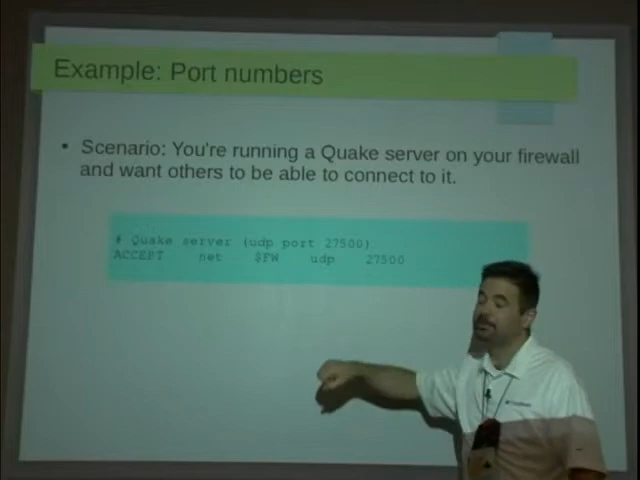 Example: Port numbers
• Scenario: You're running a Quake server on your firewall
and want others to be able to connect to it.
# Quake server (udp port 27500)
ACCEPT net $FW udp 27500